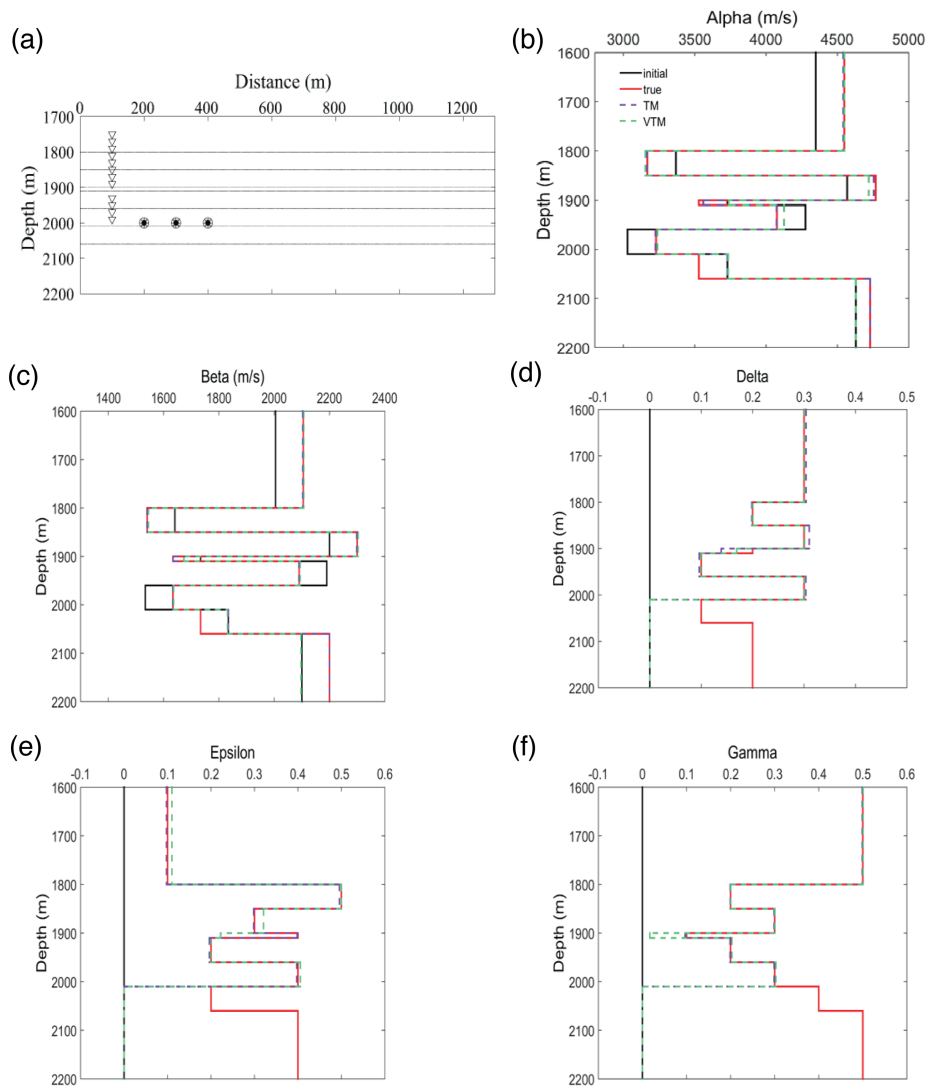 (a)
Distance (m)
0 200 400 600 800 1000 1200
Depth (m)
1700
1800
1900
2000
2100
2200
(b)
Alpha (m/s)
3000 3500 4000 4500 5000
Depth (m)
1600
1700
1800
1900
2000
2100
2200
initial
true
TM
VTM
(c)
Beta (m/s)
1400 1600 1800 2000 2200 2400
Depth (m)
1600
1700
1800
1900
2000
2100
2200
(d)
Delta
-0.1 0 0.1 0.2 0.3 0.4 0.5
Depth (m)
1600
1700
1800
1900
2000
2100
2200
(e)
Epsilon
-0.1 0 0.1 0.2 0.3 0.4 0.5 0.6
Depth (m)
1600
1700
1800
1900
2000
2100
2200
(f)
Gamma
-0.1 0 0.1 0.2 0.3 0.4 0.5 0.6
Depth (m)
1600
1700
1800
1900
2000
2100
2200